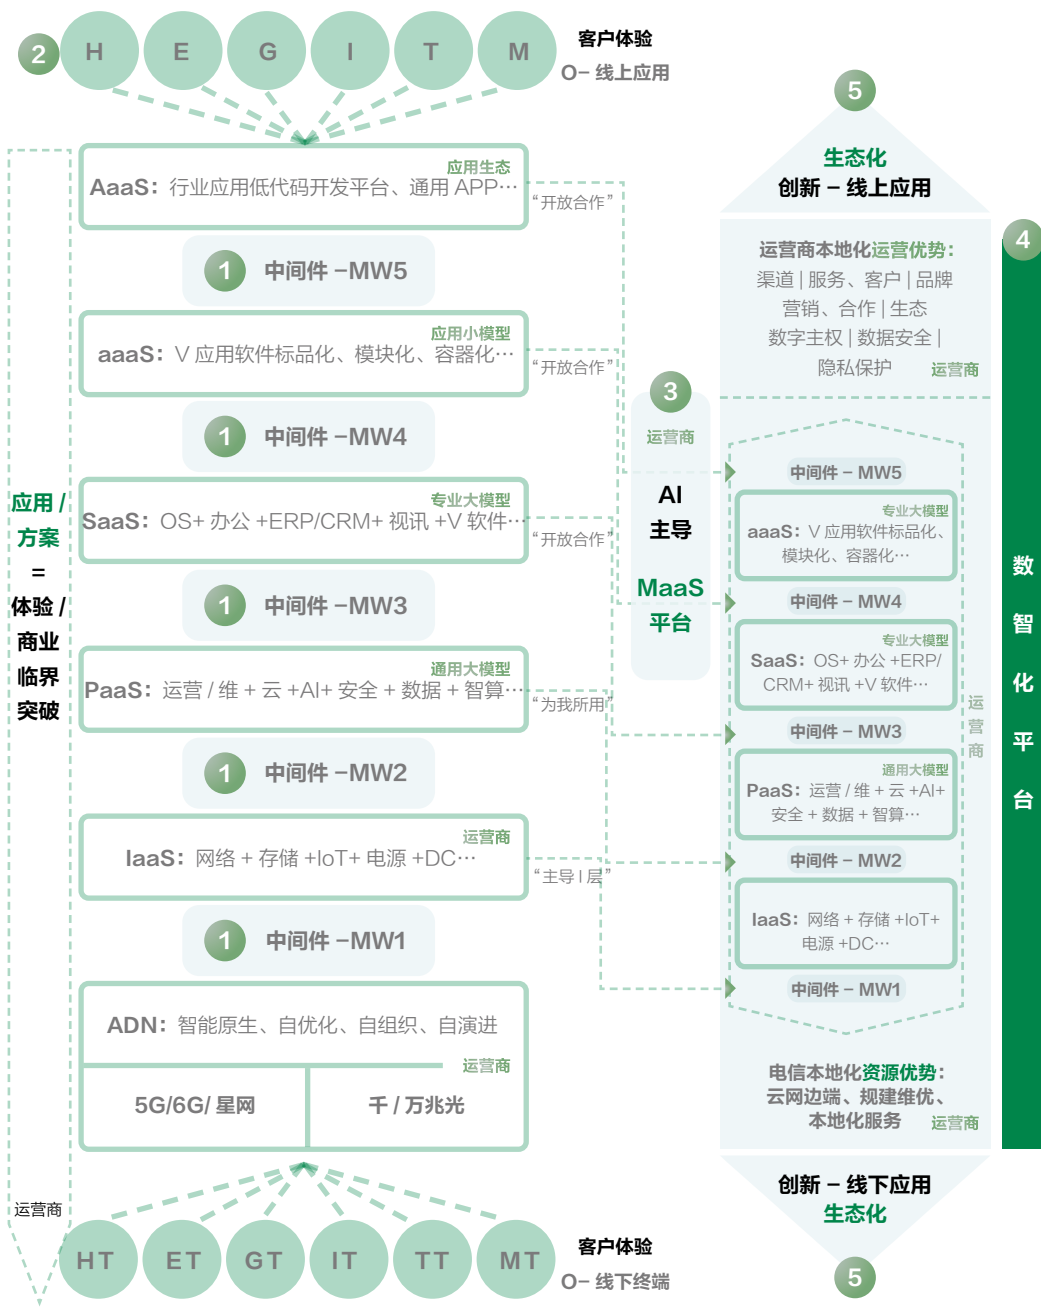 2
H E G I T M
客户体验
O– 线上应用
应用生态
AaaS：行业应用低代码开发平台、通用 APP…
“开放合作”
1 中间件 –MW5
应用小模型
aaaS：V 应用软件标品化、模块化、容器化…
“开放合作”
1 中间件 –MW4
专业大模型
SaaS：OS+ 办公 +ERP/CRM+ 视讯 +V 软件…
“开放合作”
1 中间件 –MW3
通用大模型
PaaS：运营 / 维 + 云 +AI+ 安全 + 数据 + 智算…
“为我所用”
1 中间件 –MW2
运营商
IaaS：网络 + 存储 +IoT+ 电源 +DC…
“主导 I 层”
1 中间件 –MW1
ADN：智能原生、自优化、自组织、自演进
运营商
5G/6G/ 星网
千 / 万兆光
HT ET GT IT TT MT
客户体验
O– 线下终端
应用 /
方案
=
体验 /
商业
临界
突破
运营商
3
运营商
AI
主导
MaaS
平台
5
生态化
创新 – 线上应用
运营商本地化运营优势：
渠道 | 服务、客户 | 品牌
营销、合作 | 生态
数字主权 | 数据安全 |
隐私保护
运营商
中间件 – MW5
专业大模型
aaaS：V 应用软件标品化、
模块化、容器化…
中间件 – MW4
专业大模型
SaaS：OS+ 办公 +ERP/
CRM+ 视讯 +V 软件…
中间件 – MW3
通用大模型
PaaS：运营 / 维 + 云 +AI+
安全 + 数据 + 智算…
中间件 – MW2
IaaS：网络 + 存储 +IoT+
电源 +DC…
中间件 – MW1
运
营
商
电信本地化资源优势：
云网边端、规建维优、
本地化服务
运营商
创新 – 线下应用
生态化
5
4
数
智
化
平
台